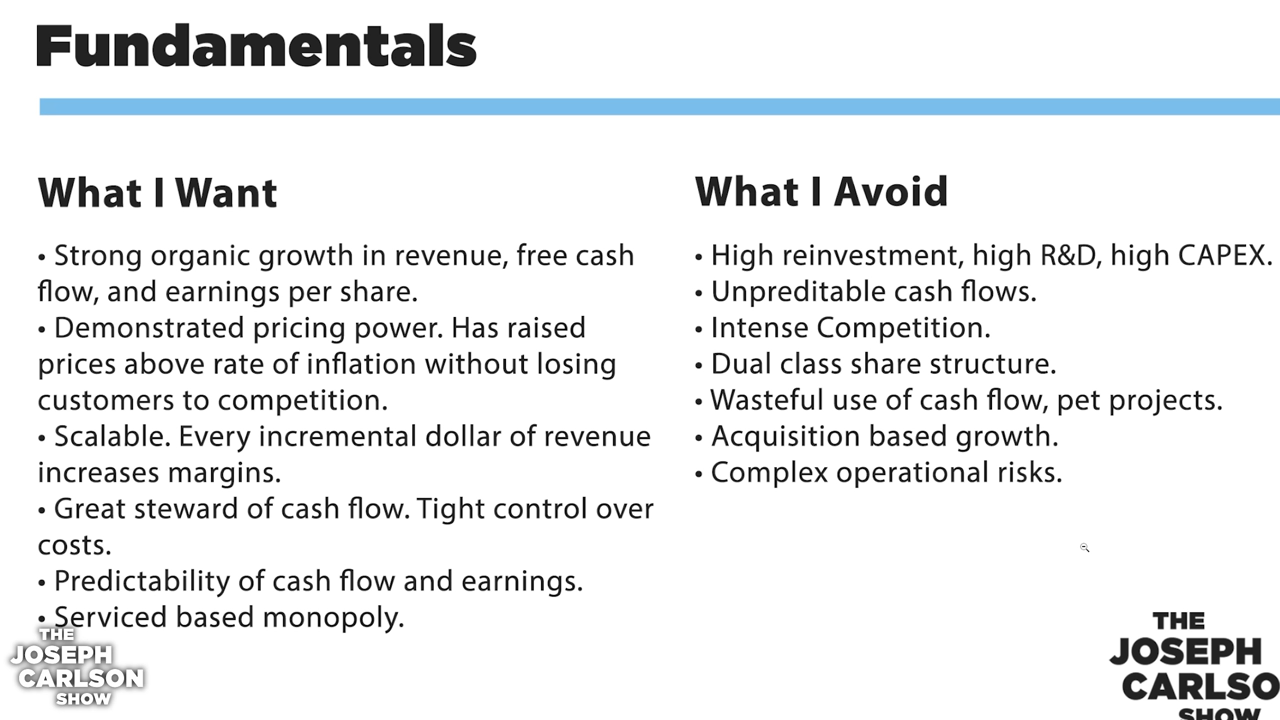 Fundamentals
What I Want
• Strong organic growth in revenue, free cash
flow, and earnings per share.
• Demonstrated pricing power. Has raised
prices above rate of inflation without losing
customers to competition.
• Scalable. Every incremental dollar of revenue
increases margins.
• Great steward of cash flow. Tight control over
costs.
• Predictability of cash flow and earnings.
• Serviced based monopoly.
What I Avoid
• High reinvestment, high R&D, high CAPEX.
• Unpreditable cash flows.
• Intense Competition.
• Dual class share structure.
• Wasteful use of cash flow, pet projects.
• Acquisition based growth.
• Complex operational risks.
THE
JOSEPH
CARLSON
SHOW
THE
JOSEPH
CARLSO
SHOW